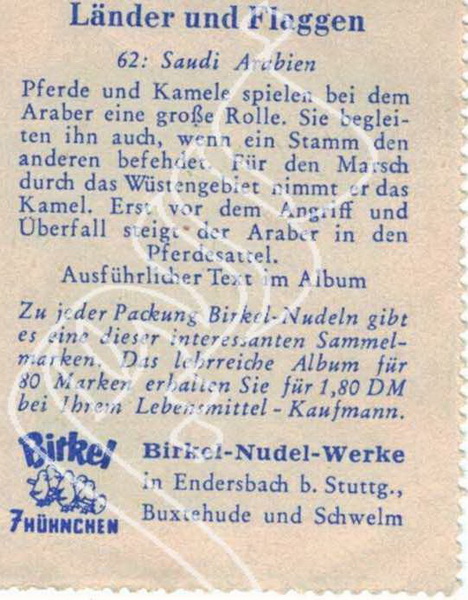 Länder und Flaggen
62: Saudi Arabien
Pferde und Kamele spielen bei dem
Araber eine große Rolle. Sie beglei-
ten ihn auch, wenn ein Stamm den
anderen befehdet. Für den Marsch
durch das Wüstengebiet nimmt er das
Kamel. Erst vor dem Angriff und
Überfall steigt der Araber in den
Pferdesattel.
Ausführlicher Text im Album
Zu jeder Packung Birkel-Nudeln gibt
es eine dieser interessanten Sammel-
marken. Das lehrreiche Album für
80 Marken erhalten Sie für 1,80 DM
bei Ihrem Lebensmittel-Kaufmann.
Birkel
7 HÜHNCHEN
Birkel-Nudel-Werke
in Endersbach b. Stuttg.,
Buxtehude und Schwelm